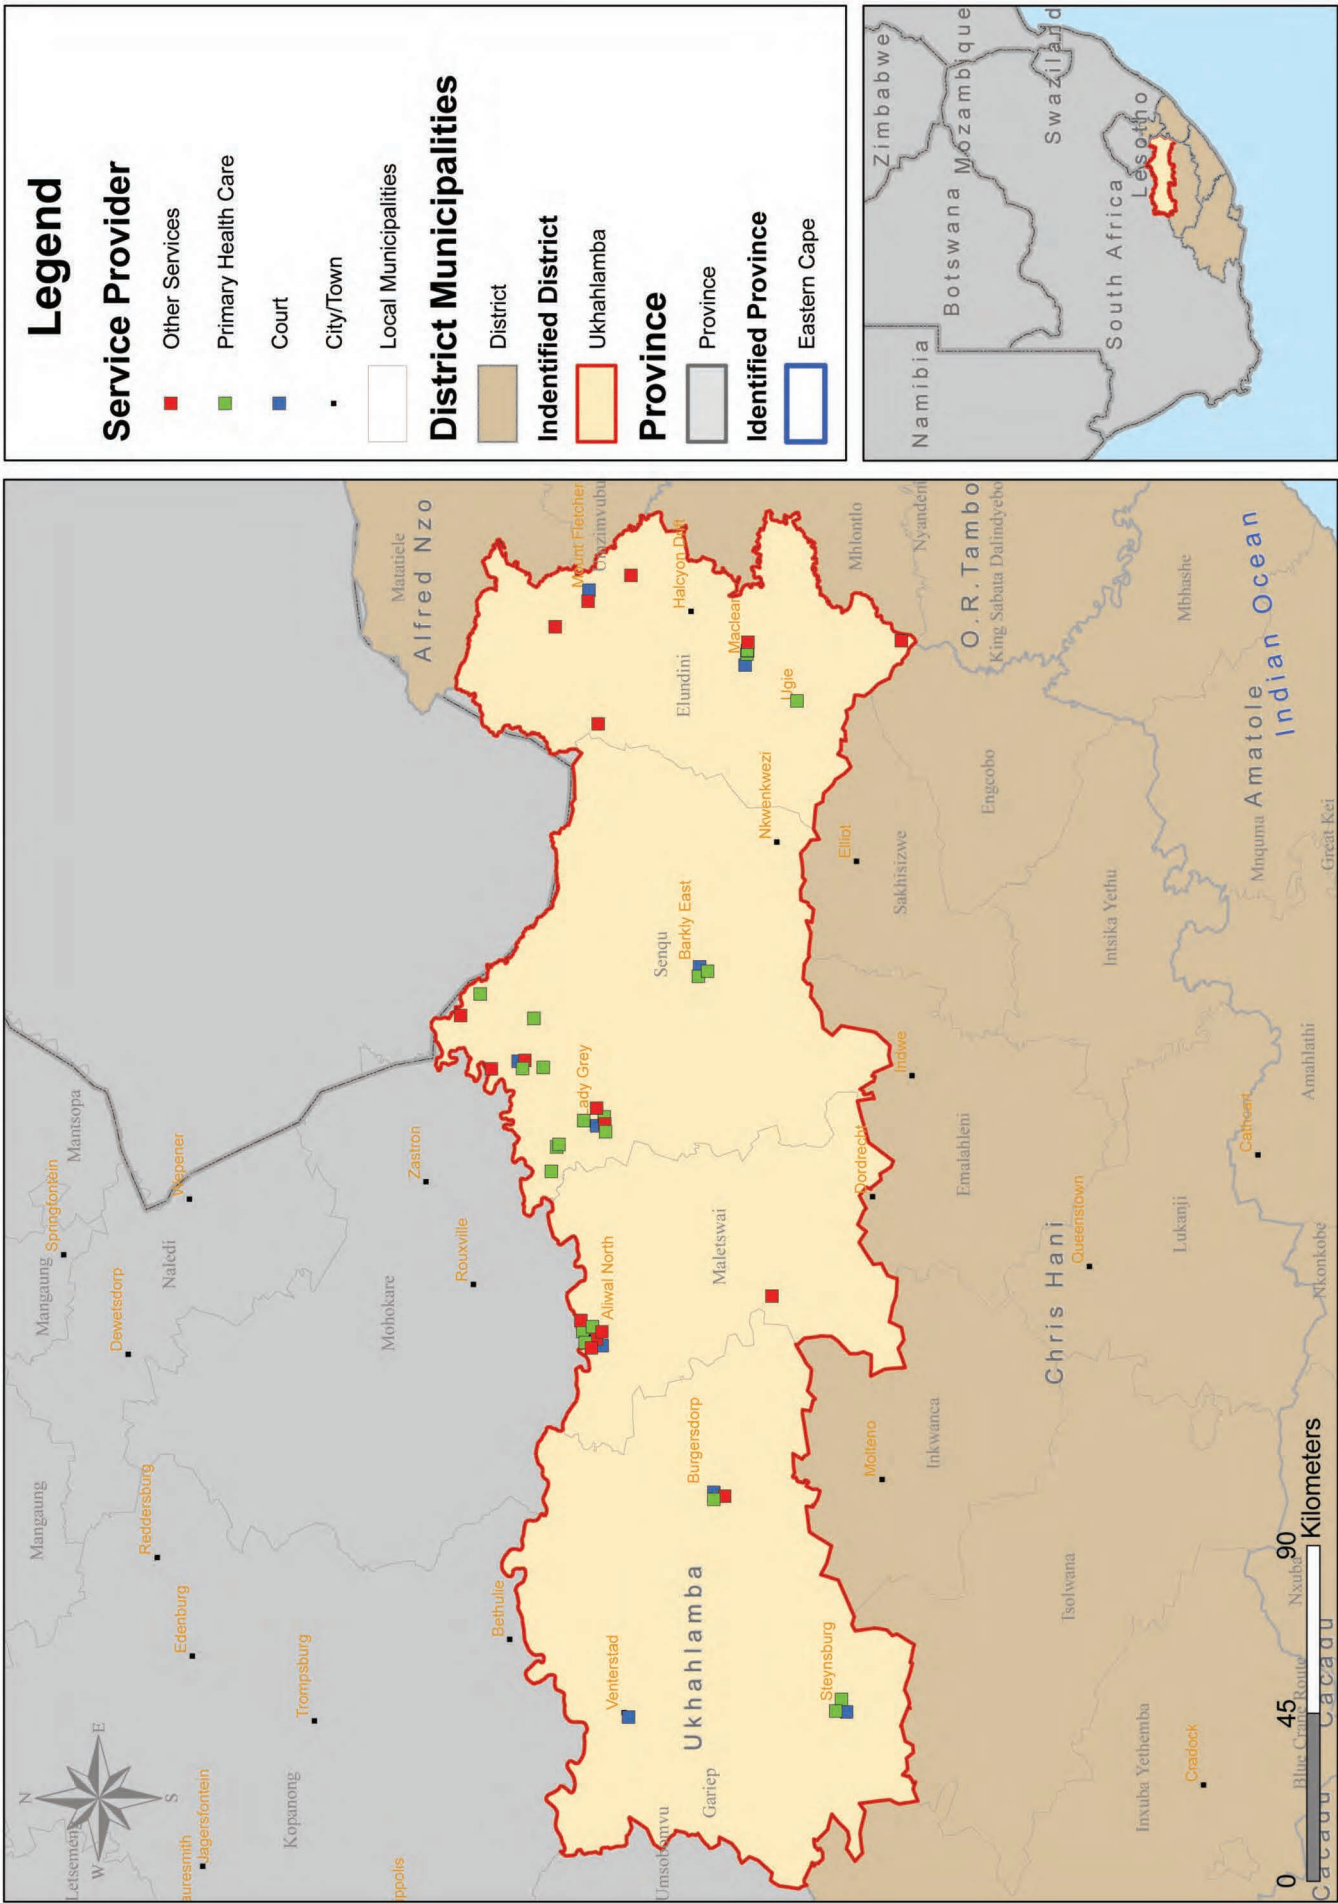 Legend
Service Provider
Other Services
Primary Health Care
Court
City/Town
Local Municipalities
District Municipalities
District
Indentified District
Ukhahlamba
Province
Province
Identified Province
Eastern Cape
Namibia
Botswana
Zimbabwe
Mozambique
Swaziland
Lesotho
South Africa
N
E
S
W
Letsemeng
auresmith
Jagersfontein
Kopanong
Trompsburg
Edenburg
Reddersburg
Mangaung
Mangaung
Springfontein
Mantsopa
Dewetsdorp
Naledi
Wepener
Zastron
Rouxville
Mohokare
Bethulie
ppolis
Matatiele
Alfred Nzo
Mount Fletcher
Umzimvubu
Halcyon Drift
Maclear
Elundini
Ugie
Nkwenkwezi
Senqu
Barkly East
ady Grey
Aliwal North
Maletswai
Burgersdorp
Venterstad
Ukhahlamba
Gariep
Umsobomvu
Steynsburg
Mhlontlo
Nyandeni
O.R.Tambo
King Sabata Dalindyebo
Mbhashe
Indian Ocean
Elliot
Sakhisizwe
Engcobo
Intsika Yethu
Mnquma
Amatole
Great Kei
Indwe
Dordrecht
Emalahleni
Queenstown
Chris Hani
Lukanji
Cathcart
Amahlathi
Nkonkobe
Molteno
Inkwanca
Tsolwana
Nxuba
Inxuba Yethemba
Cradock
Blue Crane Route
Cacadu
Cacadu
0
45
90
Kilometers